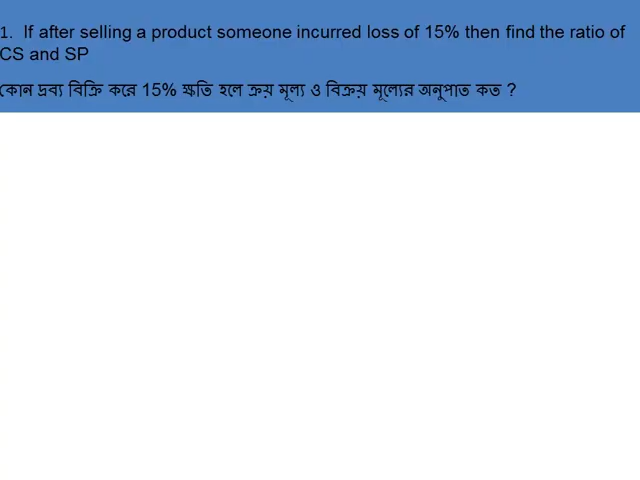 1. If after selling a product someone incurred loss of 15% then find the ratio of
CS and SP
কোন দ্রব্য বিক্রি করে 15% ক্ষতি হলে ক্রয় মূল্য ও বিক্রয় মূল্যের অনুপাত কত ?